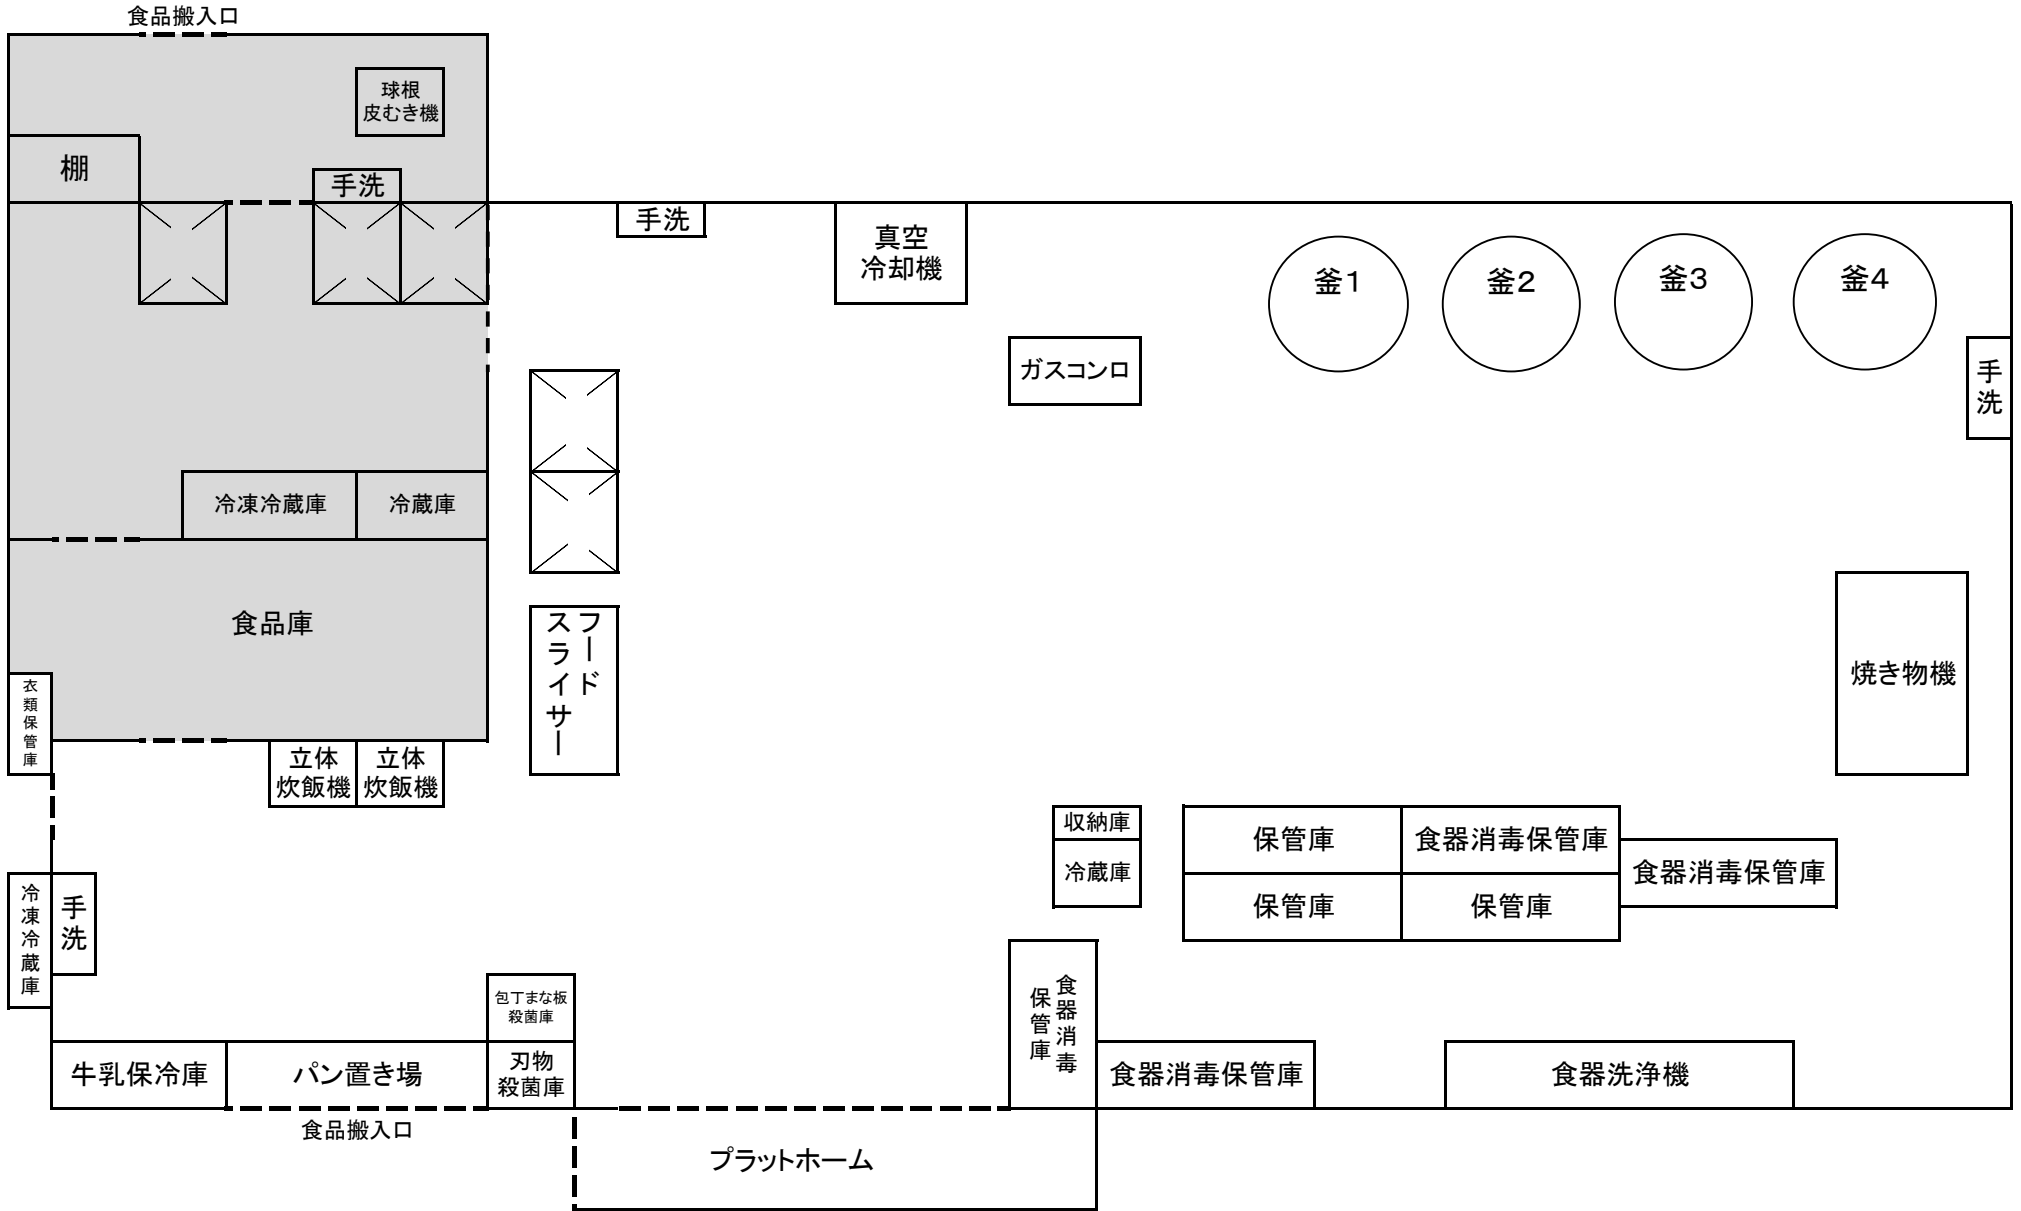 食品搬入口
球根
皮むき機
棚
手洗
手洗
真空
冷却機
釜1
釜2
釜3
釜4
ガスコンロ
手洗
冷凍冷蔵庫
冷蔵庫
食品庫
フード
スライサー
焼き物機
衣類保管庫
立体
炊飯機
立体
炊飯機
収納庫
冷蔵庫
保管庫
食器消毒保管庫
食器消毒保管庫
保管庫
保管庫
冷凍冷蔵庫
手洗
包丁まな板
殺菌庫
食器消毒
保管庫
牛乳保冷庫
パン置き場
刃物
殺菌庫
食器消毒保管庫
食器洗浄機
食品搬入口
プラットホーム